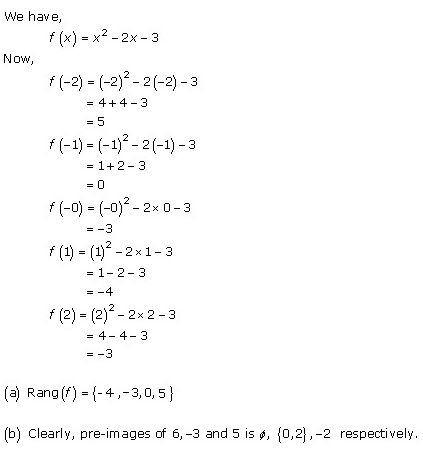 We have,
f (x) = x² – 2x – 3
Now,
f (–2) = (–2)² – 2 (–2) – 3
= 4 + 4 – 3
= 5
f (–1) = (–1)² – 2 (–1) – 3
= 1 + 2 – 3
= 0
f (–0) = (–0)² – 2 × 0 – 3
= –3
f (1) = (1)² – 2 × 1 – 3
= 1 – 2 – 3
= –4
f (2) = (2)² – 2 × 2 – 3
= 4 – 4 – 3
= –3
(a) Rang (f) = {– 4 , –3, 0, 5}
(b) Clearly, pre-images of 6, –3 and 5 is ϕ, {0,2} , –2 respectively.